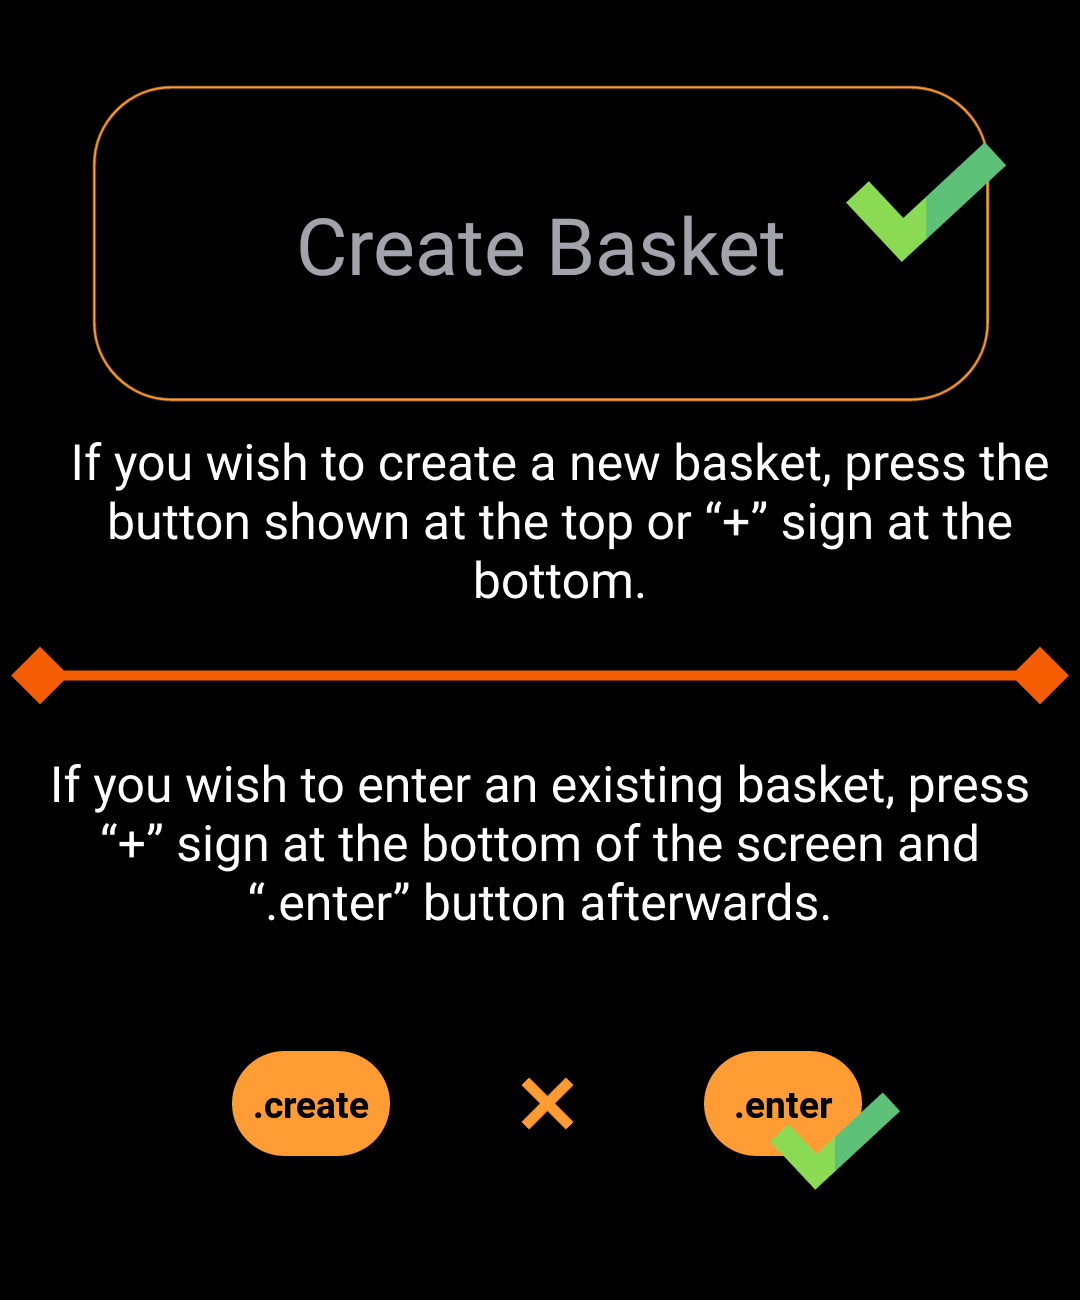 Create Basket
If you wish to create a new basket, press the
button shown at the top or “+” sign at the
bottom.
If you wish to enter an existing basket, press
“+” sign at the bottom of the screen and
“.enter” button afterwards.
.create
.enter